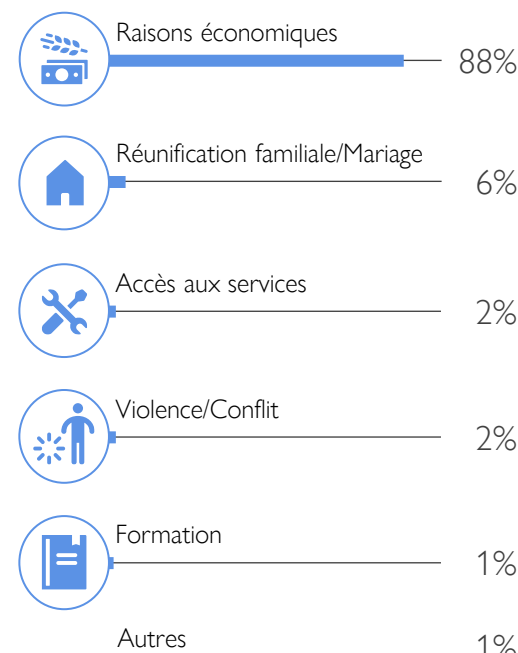 Raisons économiques
88%
Réunification familiale/Mariage
6%
Accès aux services
2%
Violence/Conflit
2%
Formation
1%
Autres
1%